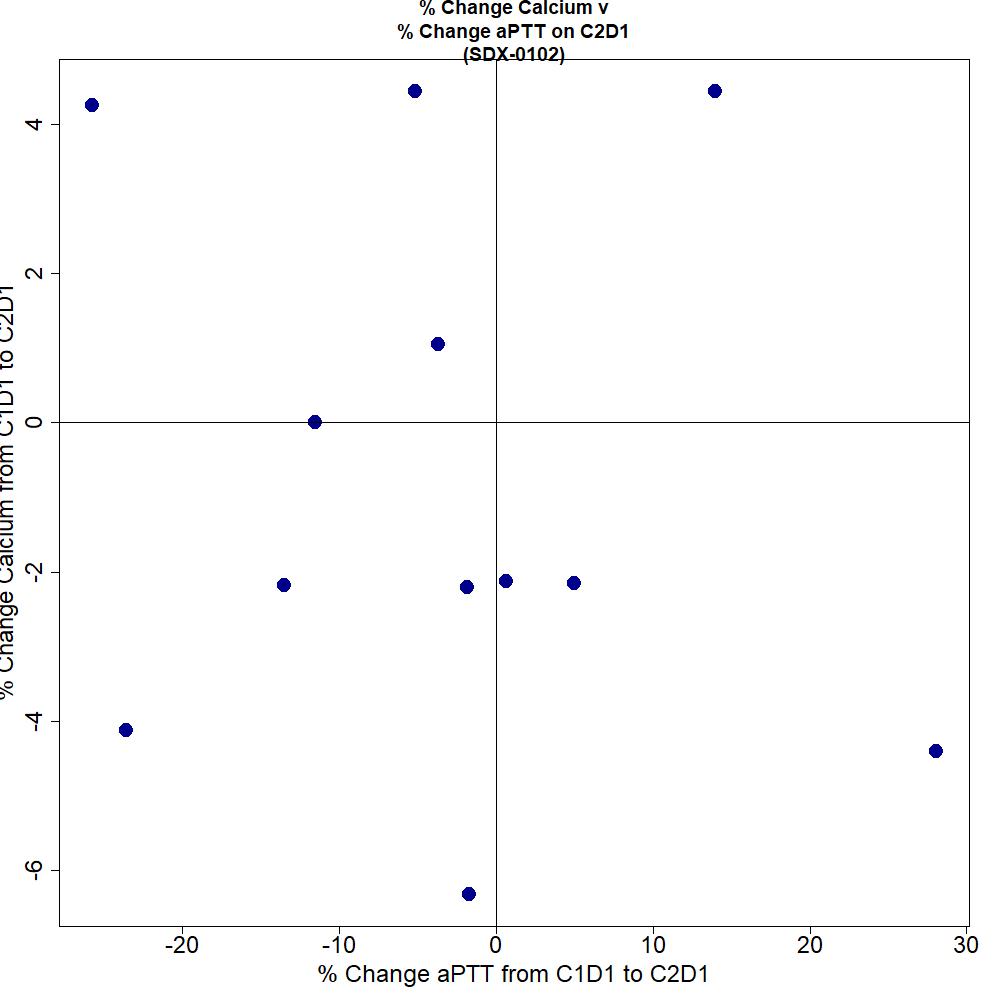 % Change Calcium v
% Change aPTT on C2D1
(SDX-0102)
% Change Calcium from C1D1 to C2D1
4
2
0
-2
-4
-6
-20
-10
0
10
20
30
% Change aPTT from C1D1 to C2D1